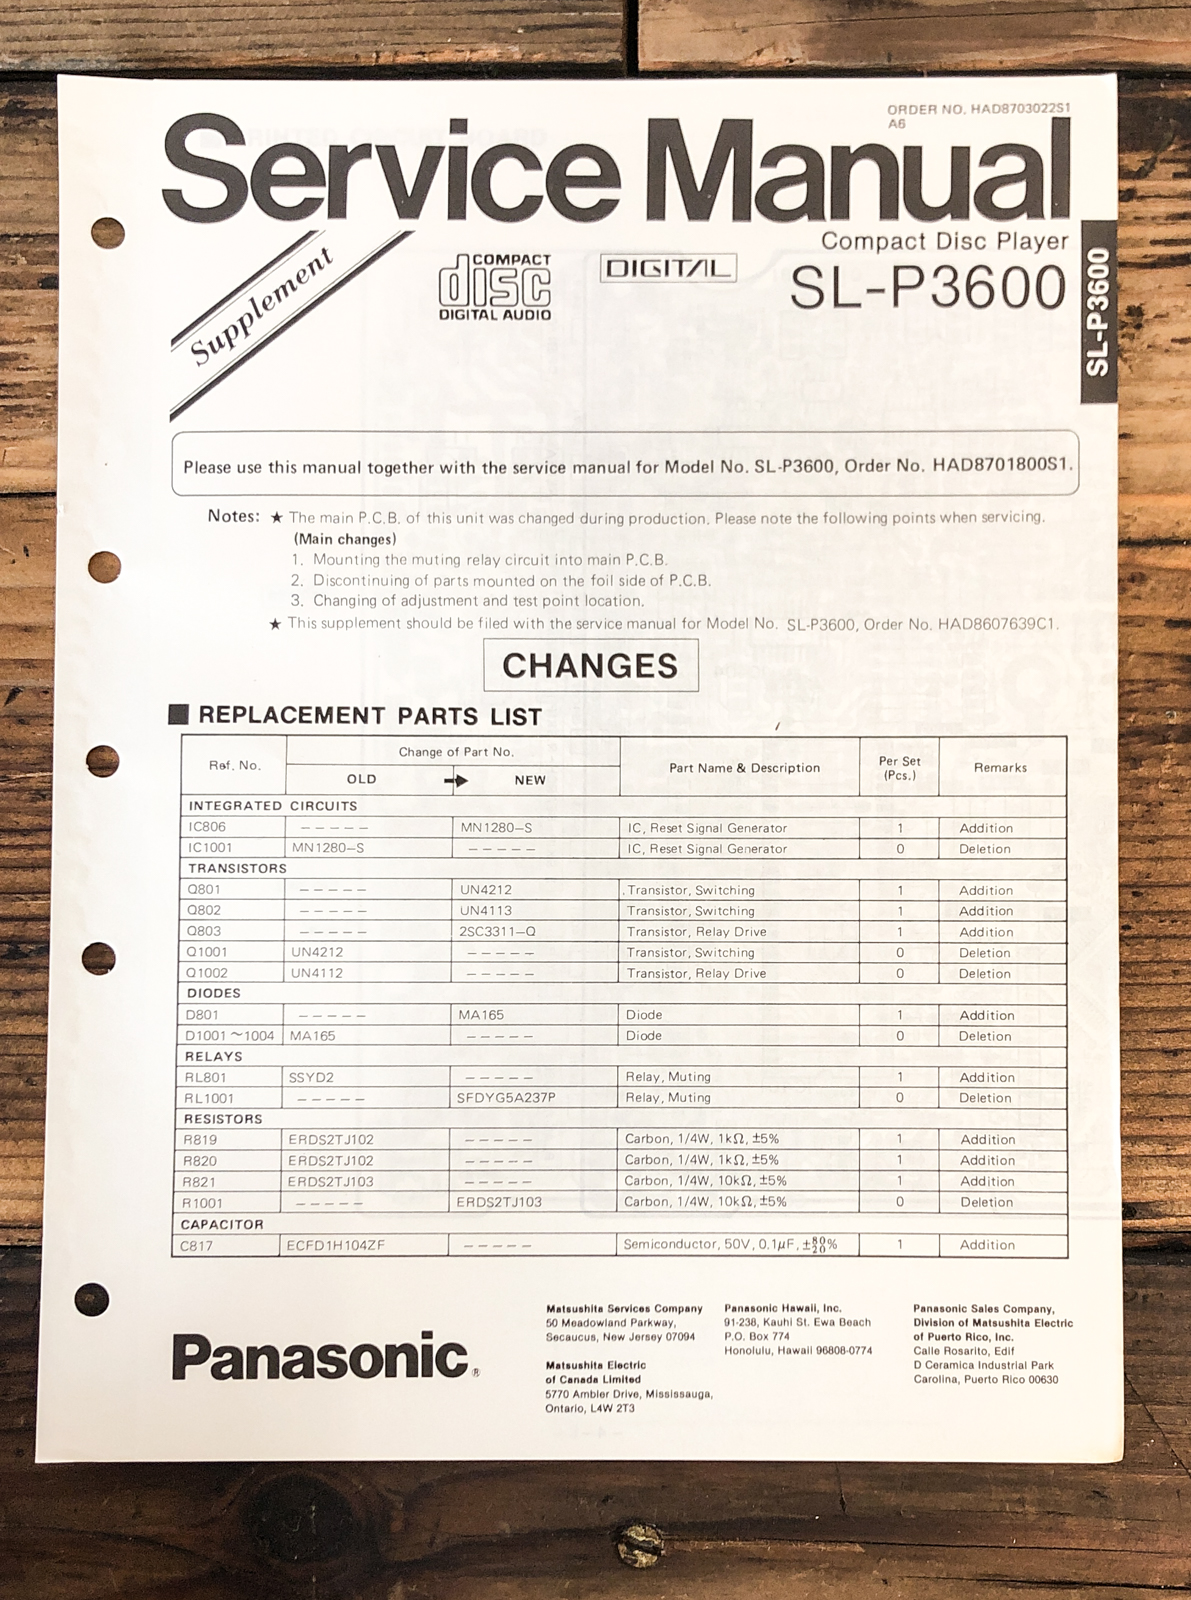 ORDER NO. HAD8703022S1
A6
Service Manual
Compact Disc Player
SL-P3600
SL-P3600
Supplement
COMPACT
disc
DIGITAL AUDIO
DIGITAL
Please use this manual together with the service manual for Model No. SL-P3600, Order No. HAD8701800S1.
Notes: ★ The main P.C.B. of this unit was changed during production. Please note the following points when servicing.
(Main changes)
1. Mounting the muting relay circuit into main P.C.B.
2. Discontinuing of parts mounted on the foil side of P.C.B.
3. Changing of adjustment and test point location.
★ This supplement should be filed with the service manual for Model No. SL-P3600, Order No. HAD8607639C1.
CHANGES
■ REPLACEMENT PARTS LIST
Ref. No. Change of Part No. Part Name & Description Per Set (Pcs.) Remarks
OLD → NEW
INTEGRATED CIRCUITS
IC806 ----- MN1280-S IC, Reset Signal Generator 1 Addition
IC1001 MN1280-S ----- IC, Reset Signal Generator 0 Deletion
TRANSISTORS
Q801 ----- UN4212 Transistor, Switching 1 Addition
Q802 ----- UN4113 Transistor, Switching 1 Addition
Q803 ----- 2SC3311-Q Transistor, Relay Drive 1 Addition
Q1001 UN4212 ----- Transistor, Switching 0 Deletion
Q1002 UN4112 ----- Transistor, Relay Drive 0 Deletion
DIODES
D801 ----- MA165 Diode 1 Addition
D1001 ~1004 MA165 ----- Diode 0 Deletion
RELAYS
RL801 SSYD2 ----- Relay, Muting 1 Addition
RL1001 ----- SFDYG5A237P Relay, Muting 0 Deletion
RESISTORS
R819 ERDS2TJ102 ----- Carbon, 1/4W, 1kΩ, ±5% 1 Addition
R820 ERDS2TJ102 ----- Carbon, 1/4W, 1kΩ, ±5% 1 Addition
R821 ERDS2TJ103 ----- Carbon, 1/4W, 10kΩ, ±5% 1 Addition
R1001 ----- ERDS2TJ103 Carbon, 1/4W, 10kΩ, ±5% 0 Deletion
CAPACITOR
C817 ECFD1H104ZF ----- Semiconductor, 50V, 0.1μF, ±80/20% 1 Addition
Panasonic®
Matsushita Services Company
50 Meadowland Parkway,
Secaucus, New Jersey 07094
Matsushita Electric
of Canada Limited
5770 Ambler Drive, Mississauga,
Ontario, L4W 2T3
Panasonic Hawaii, Inc.
91-238, Kauhi St. Ewa Beach
P.O. Box 774
Honolulu, Hawaii 96808-0774
Panasonic Sales Company,
Division of Matsushita Electric
of Puerto Rico, Inc.
Calle Rosarito, Edif
D Ceramica Industrial Park
Carolina, Puerto Rico 00630